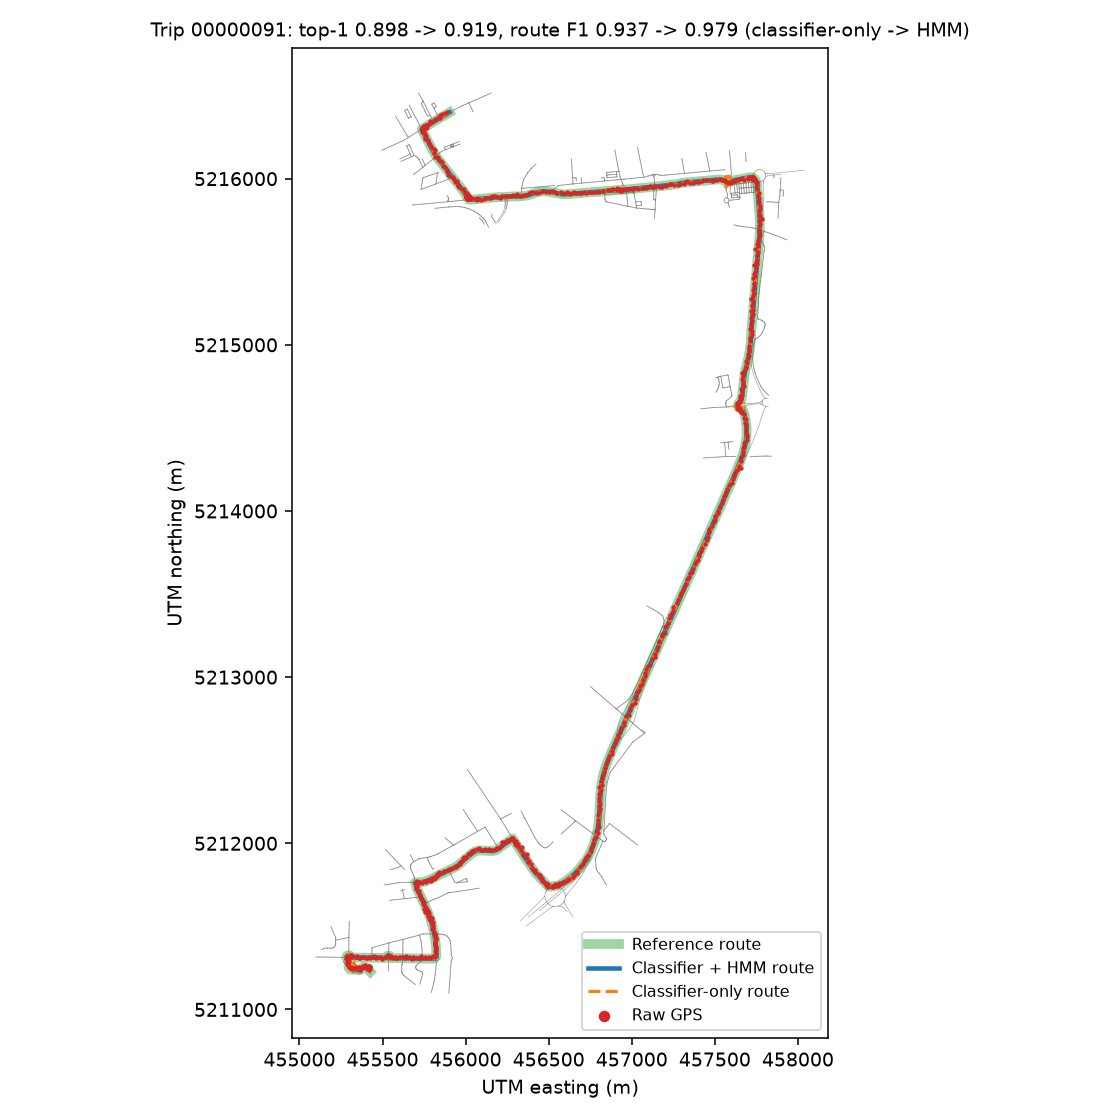 Trip 00000091: top-1 0.898 -> 0.919, route F1 0.937 -> 0.979 (classifier-only -> HMM)
UTM northing (m)
5216000
5215000
5214000
5213000
5212000
5211000
Reference route
Classifier + HMM route
Classifier-only route
Raw GPS
455000 455500 456000 456500 457000 457500 458000
UTM easting (m)